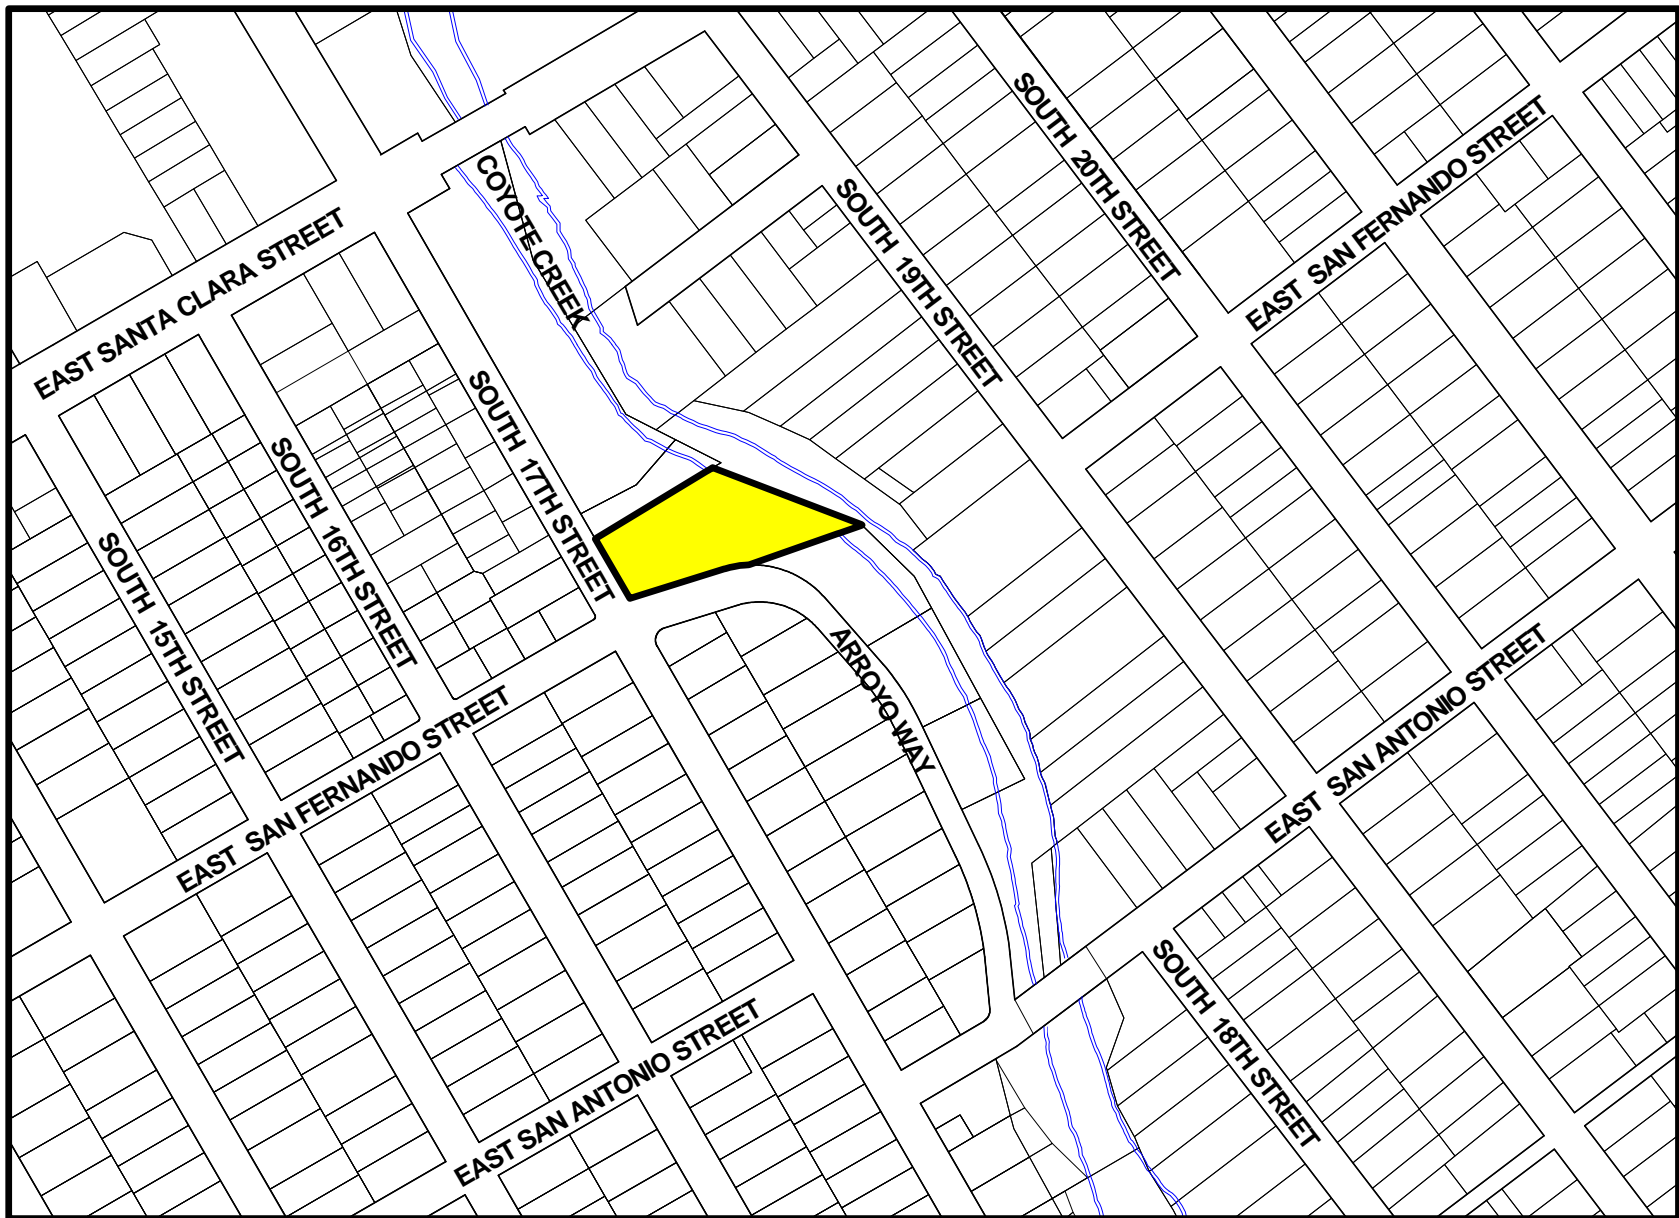 SOUTH 20TH STREET
EAST SAN FERNANDO STREET
COYOTE CREEK
SOUTH 19TH STREET
EAST SANTA CLARA STREET
SOUTH 17TH STREET
SOUTH 16TH STREET
SOUTH 15TH STREET
ARROYO WAY
EAST SAN ANTONIO STREET
EAST SAN FERNANDO STREET
SOUTH 18TH STREET
EAST SAN ANTONIO STREET